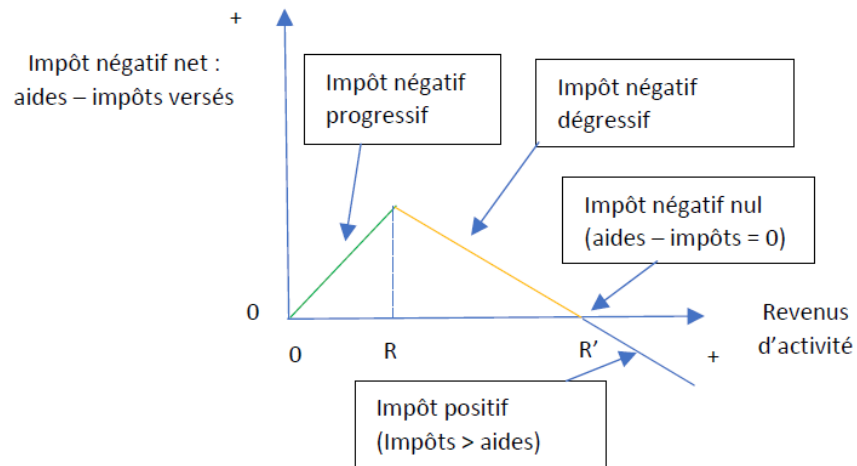 +
Impôt négatif net :
aides – impôts versés
Impôt négatif
progressif
Impôt négatif
dégressif
Impôt négatif nul
(aides – impôts = 0)
0
Revenus
d’activité
0
R
R’
+
Impôt positif
(Impôts > aides)